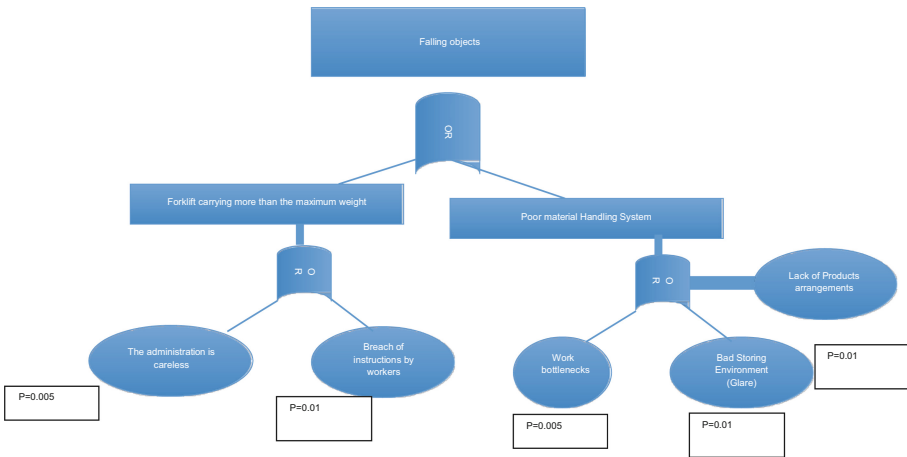 Falling objects
OR
Forklift carrying more than the maximum weight
Poor material Handling System
O
R
O
R
Lack of Products
arrangements
The administration is
careless
Breach of
instructions by
workers
Work
bottlenecks
Bad Storing
Environment
(Glare)
P=0.01
P=0.005
P=0.01
P=0.005
P=0.01